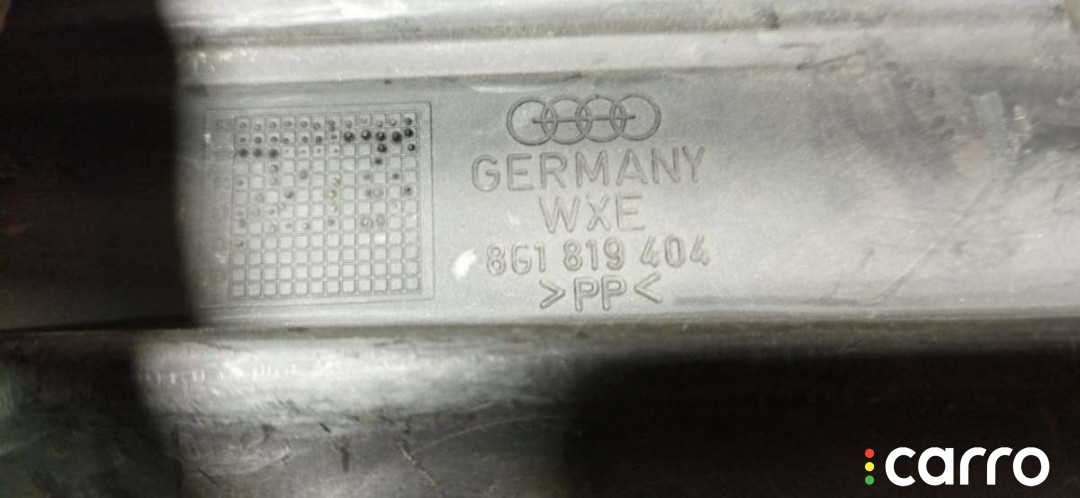 GERMANY
WXE
8G1 819 404
>PP<
carro